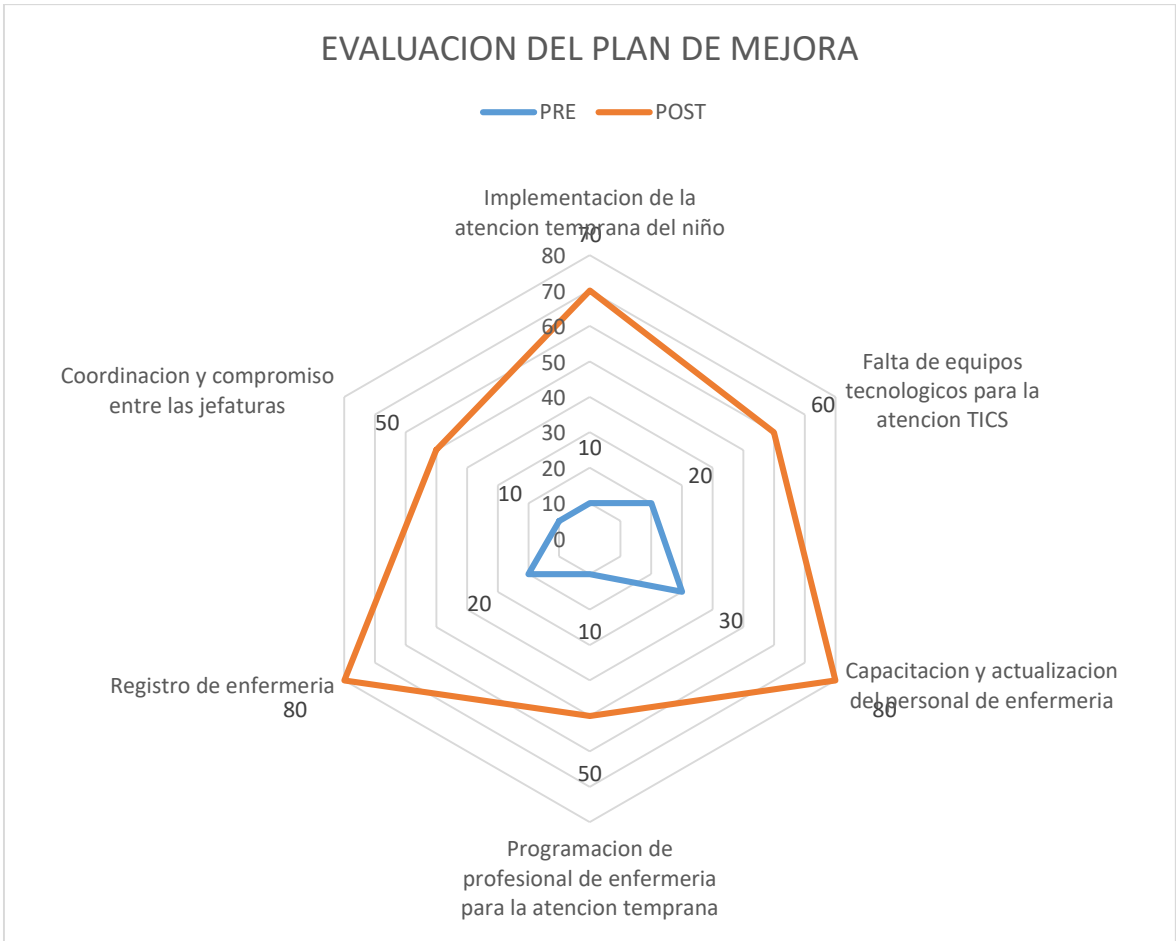 EVALUACION DEL PLAN DE MEJORA
PRE POST
Implementacion de la
atencion temprana del niño
70
80
70
60
50
40
30
20
10
0
10
Falta de equipos
tecnologicos para la
atencion TICS
60
20
Capacitacion y actualizacion
del personal de enfermeria
80
30
Programacion de
profesional de enfermeria
para la atencion temprana
50
10
Registro de enfermeria
80
20
Coordinacion y compromiso
entre las jefaturas
50
10